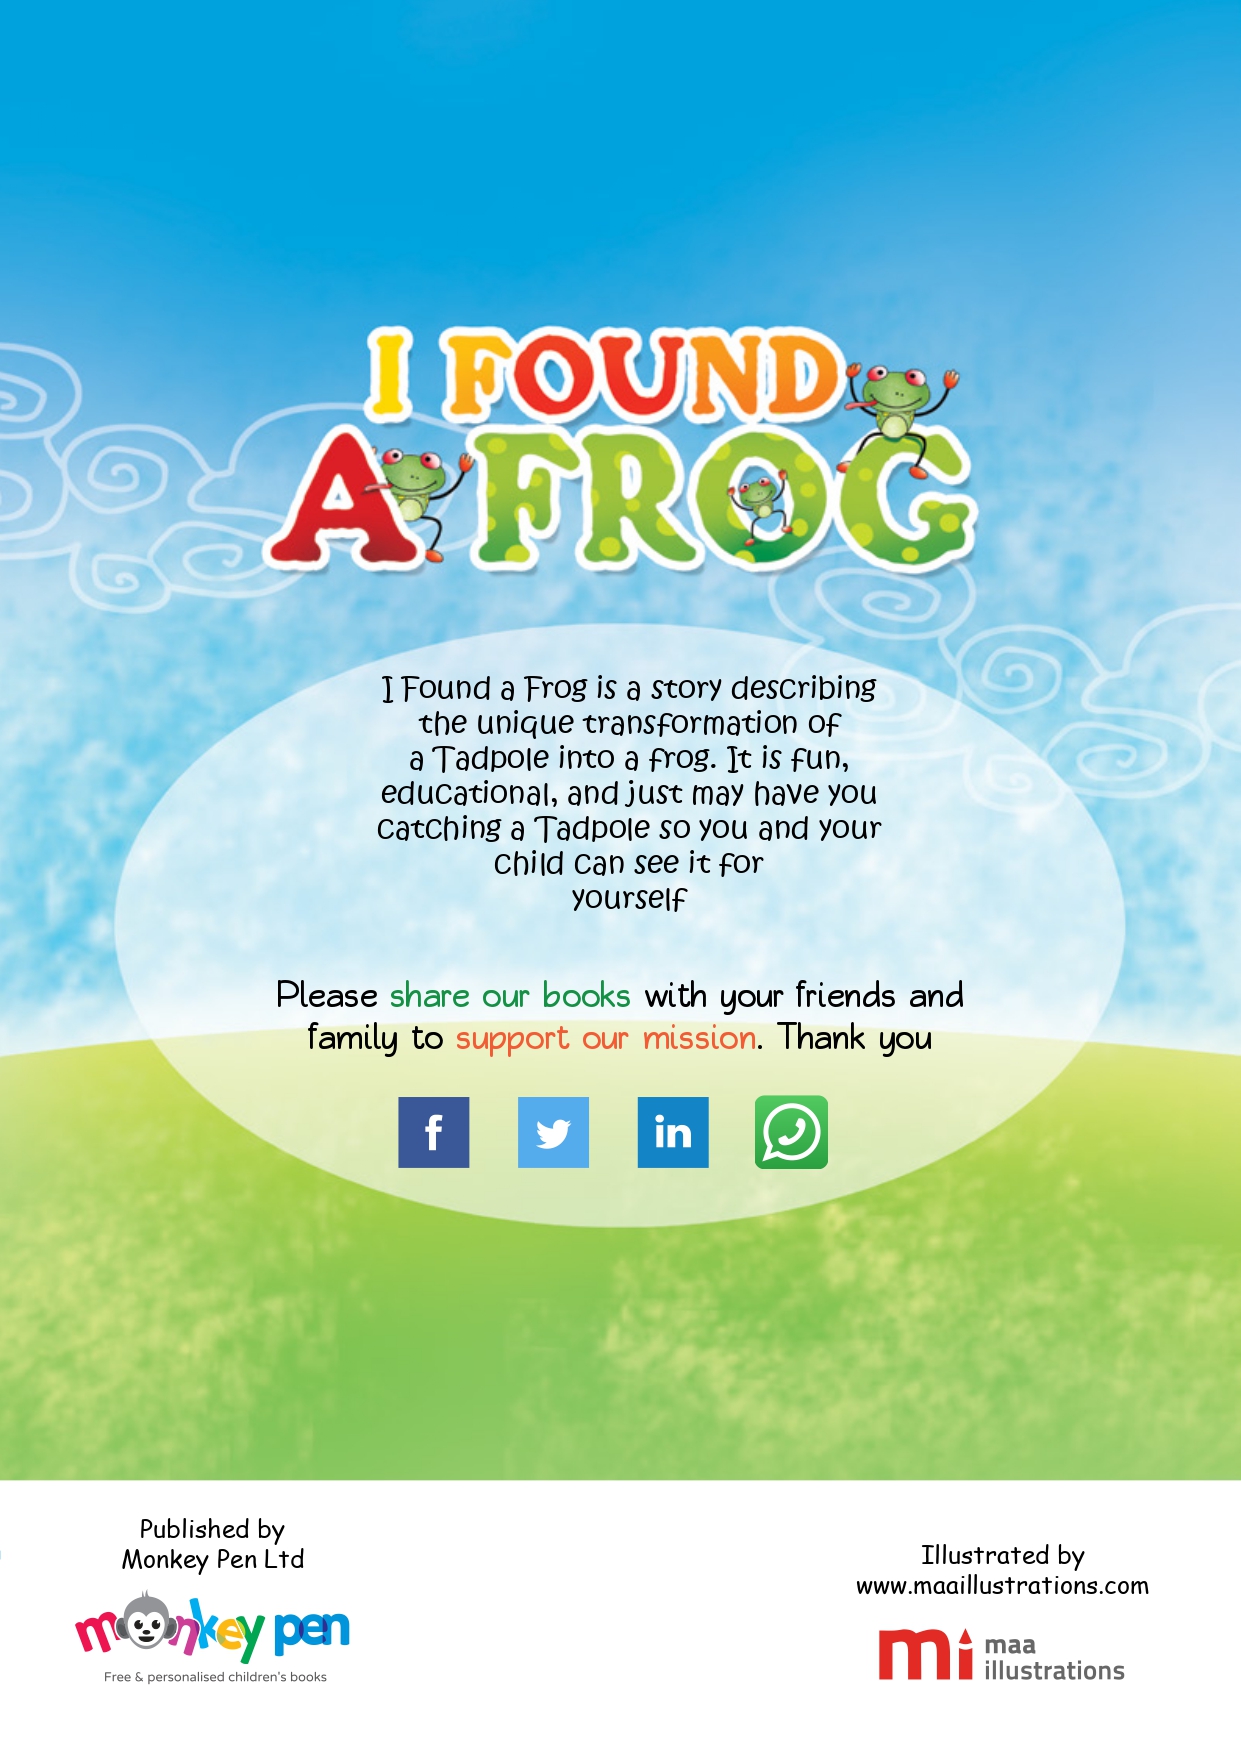 I FOUND
A FROG
I Found a Frog is a story describing
the unique transformation of
a Tadpole into a frog. It is fun,
educational, and just may have you
catching a Tadpole so you and your
child can see it for
yourself
Please share our books with your friends and
family to support our mission. Thank you
f
in
Published by
Monkey Pen Ltd
monkey pen
Free & personalised children's books
Illustrated by
www.maaillustrations.com
mi
maa
illustrations